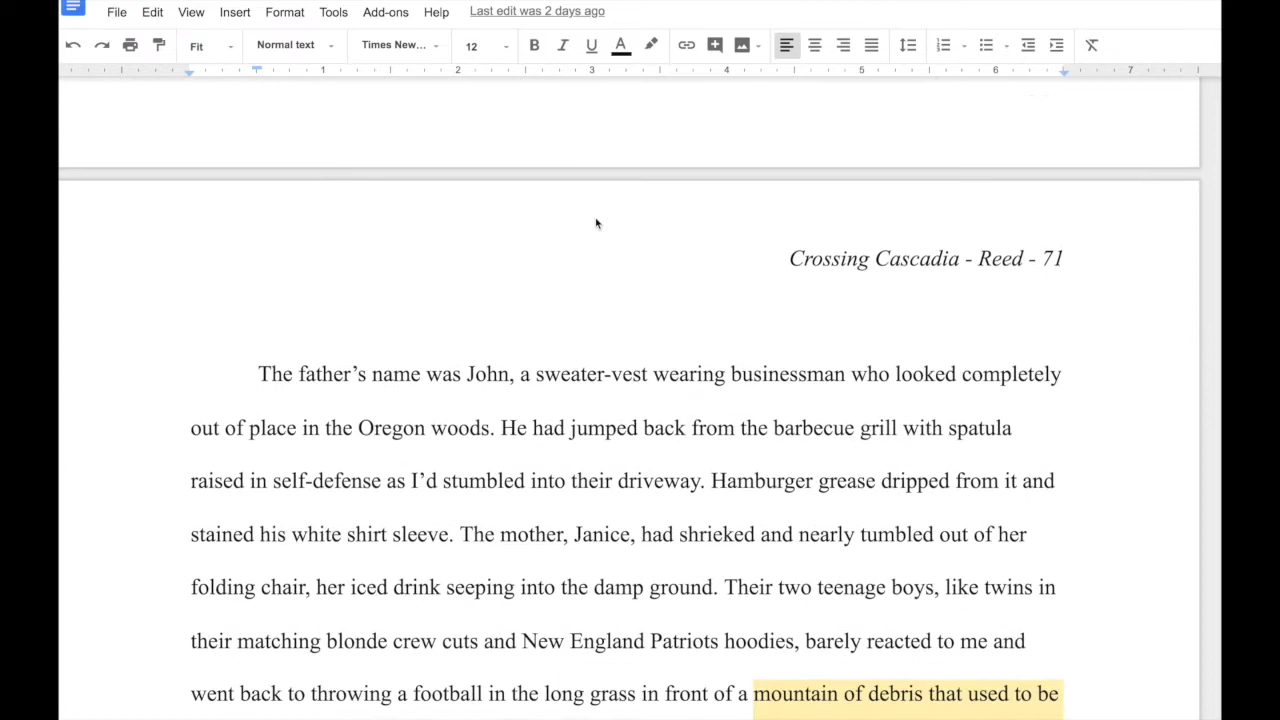 File Edit View Insert Format Tools Add-ons Help Last edit was 2 days ago
Fit Normal text Times New... 12 B I U A
1 2 3 4 5 6 7
Crossing Cascadia - Reed - 71
The father’s name was John, a sweater-vest wearing businessman who looked completely
out of place in the Oregon woods. He had jumped back from the barbecue grill with spatula
raised in self-defense as I’d stumbled into their driveway. Hamburger grease dripped from it and
stained his white shirt sleeve. The mother, Janice, had shrieked and nearly tumbled out of her
folding chair, her iced drink seeping into the damp ground. Their two teenage boys, like twins in
their matching blonde crew cuts and New England Patriots hoodies, barely reacted to me and
went back to throwing a football in the long grass in front of a mountain of debris that used to be